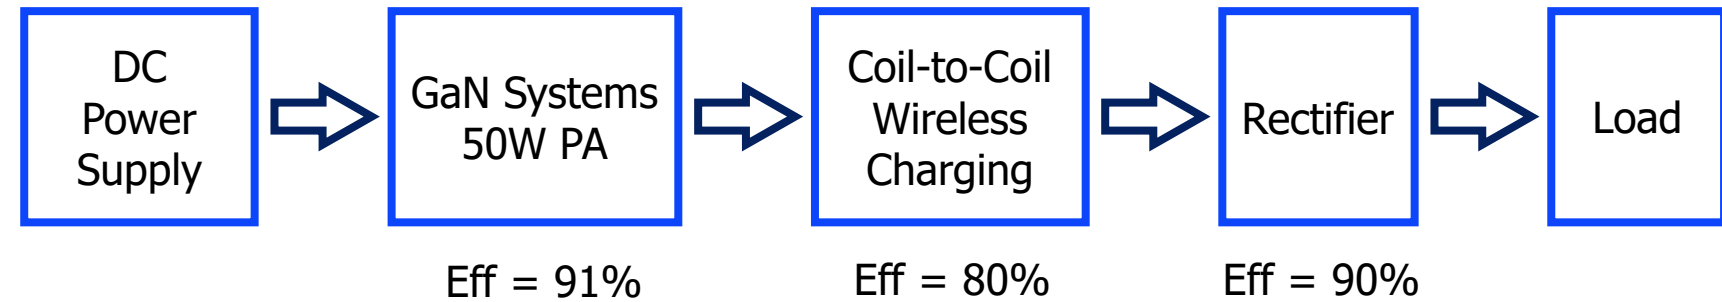 DC
Power
Supply
GaN Systems
50W PA
Coil-to-Coil
Wireless
Charging
Rectifier
Load
Eff = 91%
Eff = 80%
Eff = 90%